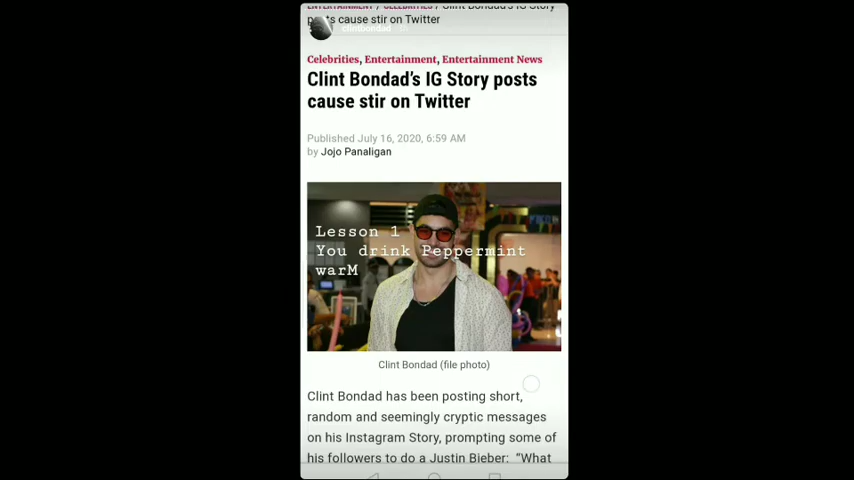 ENTERTAINMENT / CELEBRITIES / Clint Bondad's IG Story
posts cause stir on Twitter
clintbondad
Celebrities, Entertainment, Entertainment News
Clint Bondad’s IG Story posts
cause stir on Twitter
Published July 16, 2020, 6:59 AM
by Jojo Panaligan
Lesson 1
You drink Peppermint
warM
Clint Bondad (file photo)
Clint Bondad has been posting short,
random and seemingly cryptic messages
on his Instagram Story, prompting some of
his followers to do a Justin Bieber: “What